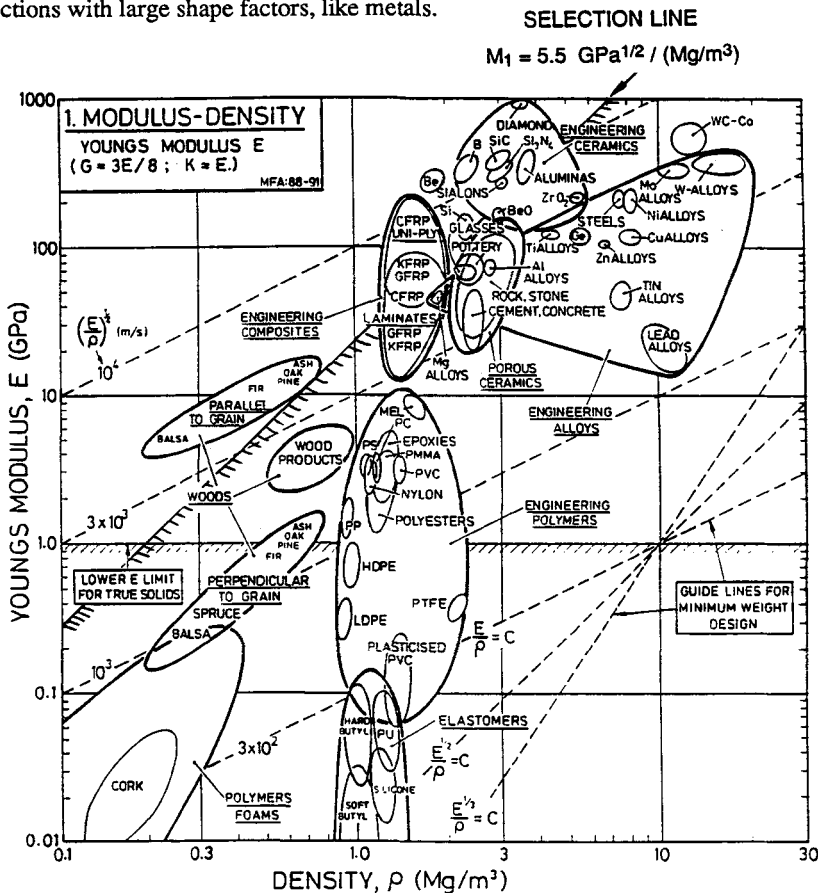 ctions with large shape factors, like metals.
SELECTION LINE
M1 = 5.5 GPa1/2 / (Mg/m3)
1. MODULUS-DENSITY
YOUNGS MODULUS E
(G ≈ 3E/8 ; K ≈ E.)
MFA:88-91
1000
100
10
1.0
0.1
0.01
YOUNGS MODULUS, E (GPa)
DIAMOND
B
SiC
Si3N4
ENGINEERING
CERAMICS
WC-Co
Be
SIALONS
ALUMINAS
ZrO2
Mo
ALLOYS
W-ALLOYS
Si
BeO
STEELS
Ni ALLOYS
CFRP
UNI-PLY
GLASSES
POTTERY
Ti ALLOYS
Ge
Cu ALLOYS
Zn ALLOYS
KFRP
GFRP
Al
ALLOYS
CFRP
ROCK, STONE
CEMENT, CONCRETE
TIN
ALLOYS
(E/ρ)½ (m/s)
104
ENGINEERING
COMPOSITES
LAMINATES
GFRP
KFRP
Mg
ALLOYS
POROUS
CERAMICS
LEAD
ALLOYS
ASH
OAK
PINE
FIR
PARALLEL
TO GRAIN
BALSA
MEL
PC
ENGINEERING
ALLOYS
WOOD
PRODUCTS
PS
EPOXIES
PMMA
PVC
WOODS
NYLON
3×103
PP
POLYESTERS
ENGINEERING
POLYMERS
ASH
OAK
PINE
FIR
LOWER E LIMIT
FOR TRUE SOLIDS
HDPE
PERPENDICULAR
TO GRAIN
SPRUCE
BALSA
LDPE
PTFE
GUIDE LINES FOR
MINIMUM WEIGHT
DESIGN
E/ρ = C
PLASTICISED
PVC
103
HARD
BUTYL
PU
ELASTOMERS
3×102
E1/2/ρ = C
CORK
POLYMERS
FOAMS
SILICONE
SOFT
BUTYL
E1/3/ρ = C
0.1
0.3
1.0
3
10
30
DENSITY, ρ (Mg/m3)